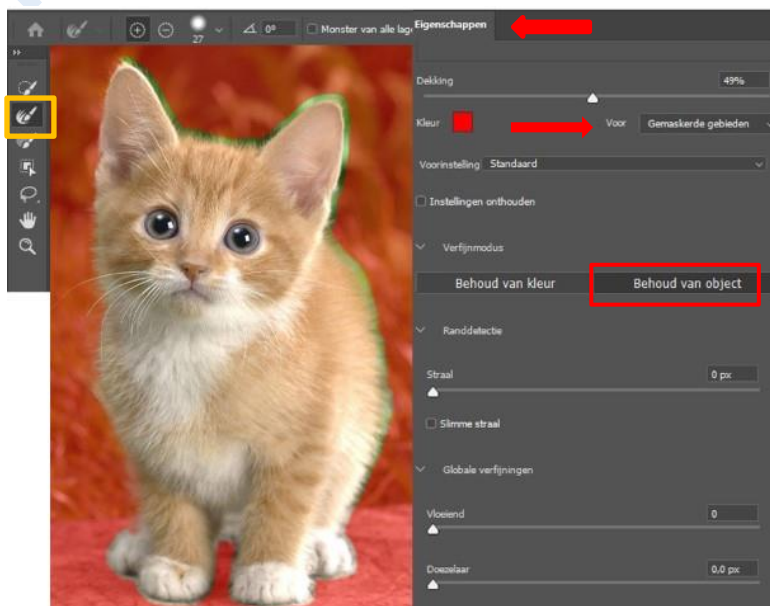 27
0°
Monster van alle lag
Eigenschappen
Dekking
49%
Kleur
Voor
Gemaskerde gebieden
Voorinstelling
Standaard
Instellingen onthouden
Verfijnmodus
Behoud van kleur
Behoud van object
Randdetectie
Straal
0 px
Slimme straal
Globale verfijningen
Vloeiend
0
Doezelaar
0,0 px